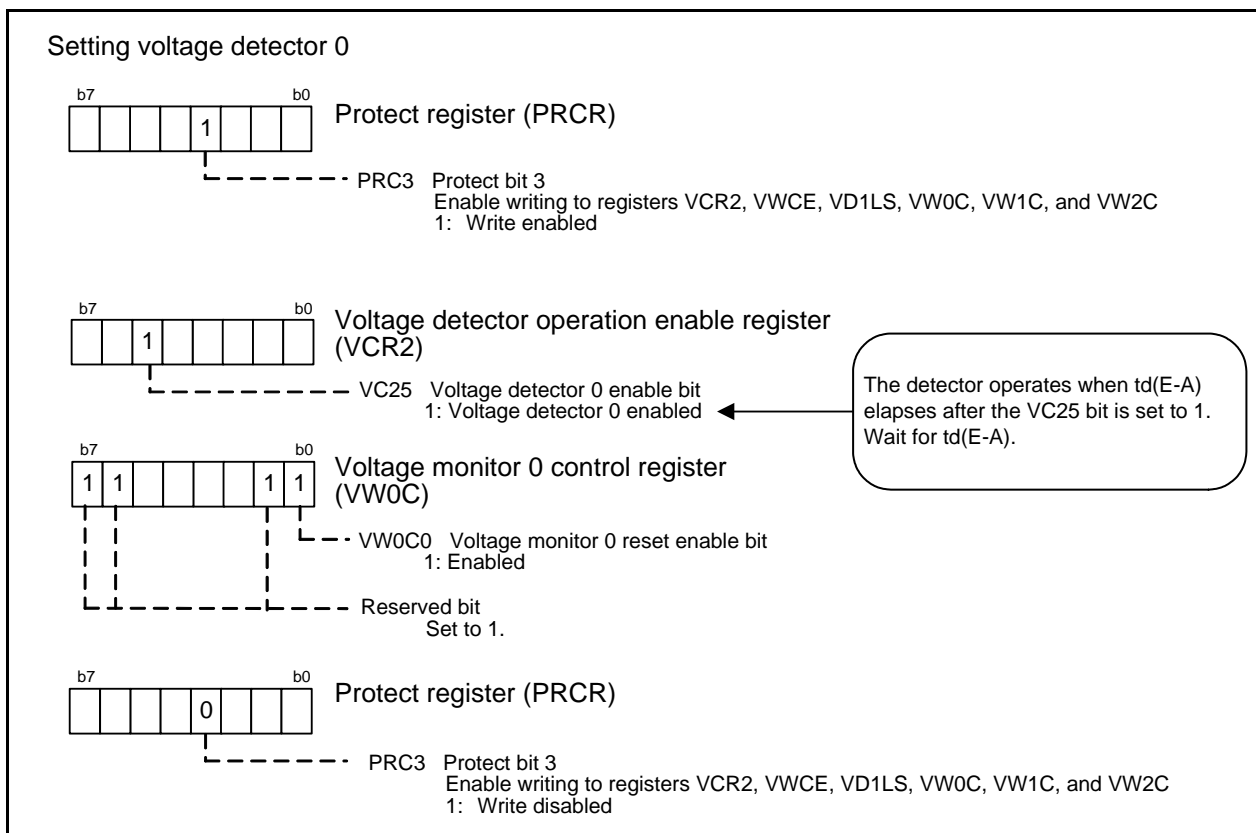 Setting voltage detector 0
b7 b0
1
Protect register (PRCR)
PRC3 Protect bit 3
Enable writing to registers VCR2, VWCE, VD1LS, VW0C, VW1C, and VW2C
1: Write enabled
b7 b0
1
Voltage detector operation enable register
(VCR2)
VC25 Voltage detector 0 enable bit
1: Voltage detector 0 enabled
The detector operates when td(E-A)
elapses after the VC25 bit is set to 1.
Wait for td(E-A).
b7 b0
1 1 1 1
Voltage monitor 0 control register
(VW0C)
VW0C0 Voltage monitor 0 reset enable bit
1: Enabled
Reserved bit
Set to 1.
b7 b0
0
Protect register (PRCR)
PRC3 Protect bit 3
Enable writing to registers VCR2, VWCE, VD1LS, VW0C, VW1C, and VW2C
1: Write disabled